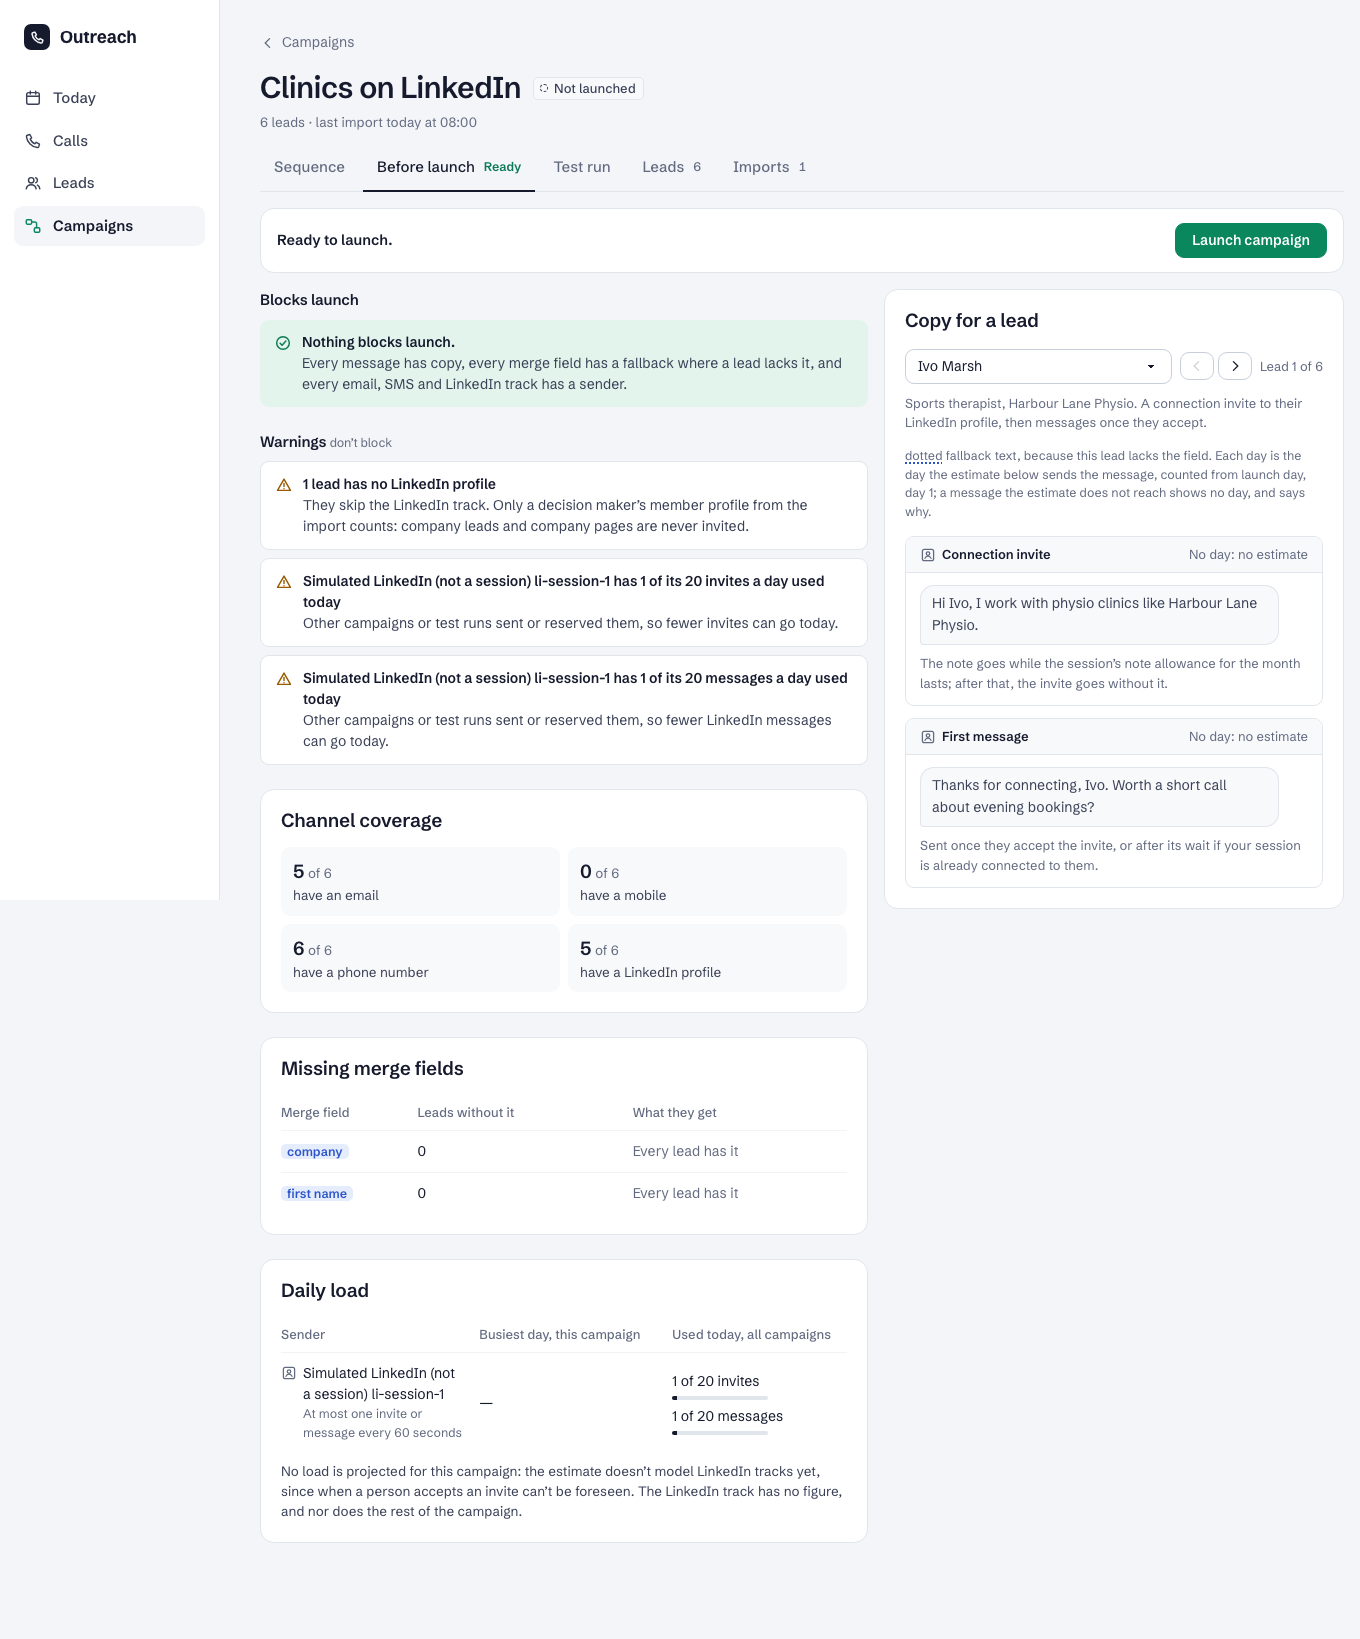 Outreach
Today
Calls
Leads
Campaigns
Campaigns
Clinics on LinkedIn
Not launched
6 leads · last import today at 08:00
Sequence
Before launch Ready
Test run
Leads 6
Imports 1
Ready to launch.
Launch campaign
Blocks launch
Nothing blocks launch.
Every message has copy, every merge field has a fallback where a lead lacks it, and
every email, SMS and LinkedIn track has a sender.
Warnings don't block
1 lead has no LinkedIn profile
They skip the LinkedIn track. Only a decision maker's member profile from the
import counts: company leads and company pages are never invited.
Simulated LinkedIn (not a session) li-session-1 has 1 of its 20 invites a day used
today
Other campaigns or test runs sent or reserved them, so fewer invites can go today.
Simulated LinkedIn (not a session) li-session-1 has 1 of its 20 messages a day used
today
Other campaigns or test runs sent or reserved them, so fewer LinkedIn messages
can go today.
Channel coverage
5 of 6
have an email
0 of 6
have a mobile
6 of 6
have a phone number
5 of 6
have a LinkedIn profile
Missing merge fields
Merge field Leads without it What they get
company 0 Every lead has it
first name 0 Every lead has it
Daily load
Sender Busiest day, this campaign Used today, all campaigns
Simulated LinkedIn (not
a session) li-session-1
At most one invite or
message every 60 seconds
—
1 of 20 invites
1 of 20 messages
No load is projected for this campaign: the estimate doesn't model LinkedIn tracks yet,
since when a person accepts an invite can't be foreseen. The LinkedIn track has no figure,
and nor does the rest of the campaign.
Copy for a lead
Ivo Marsh
Lead 1 of 6
Sports therapist, Harbour Lane Physio. A connection invite to their
LinkedIn profile, then messages once they accept.
dotted fallback text, because this lead lacks the field. Each day is the
day the estimate below sends the message, counted from launch day,
day 1; a message the estimate does not reach shows no day, and says
why.
Connection invite No day: no estimate
Hi Ivo, I work with physio clinics like Harbour Lane
Physio.
The note goes while the session's note allowance for the month
lasts; after that, the invite goes without it.
First message No day: no estimate
Thanks for connecting, Ivo. Worth a short call
about evening bookings?
Sent once they accept the invite, or after its wait if your session
is already connected to them.